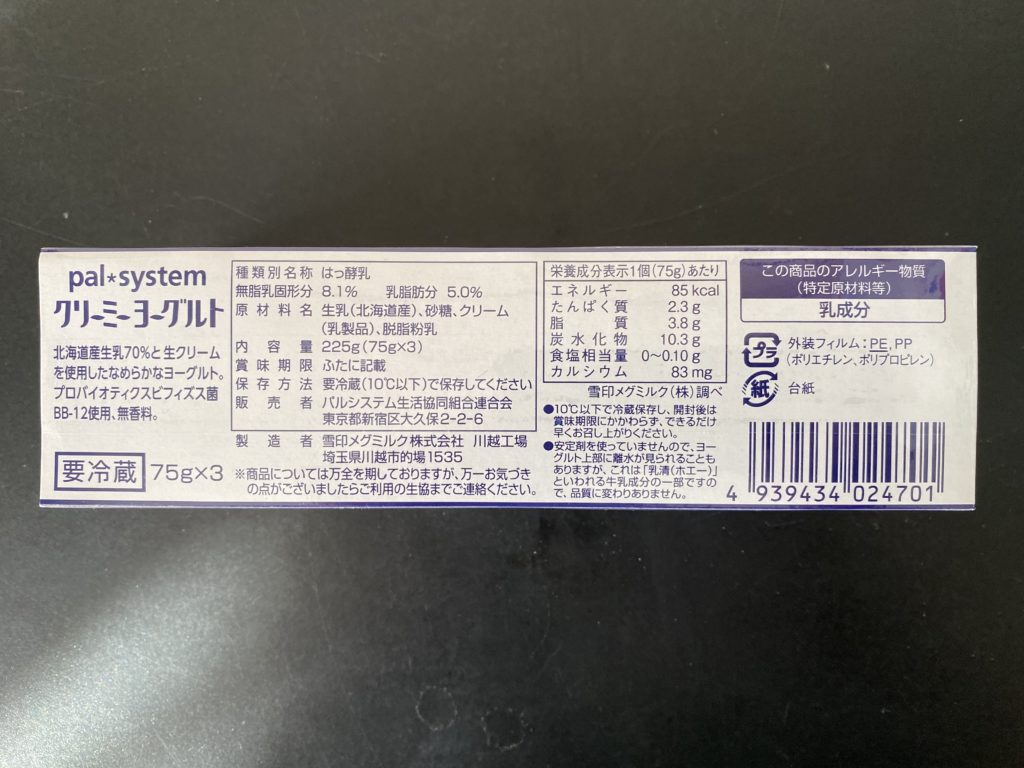 pal*system
クリーミーヨーグルト
北海道産生乳70%と生クリーム
を使用したなめらかなヨーグルト。
プロバイオティクスビフィズス菌
BB-12使用、無香料。
要冷蔵 75g×3
種類別名称 はっ酵乳
無脂乳固形分 8.1% 乳脂肪分 5.0%
原材料名 生乳(北海道産)、砂糖、クリーム
(乳製品)、脱脂粉乳
内容量 225g(75g×3)
賞味期限 ふたに記載
保存方法 要冷蔵(10℃以下)で保存してください
販売者 パルシステム生活協同組合連合会
東京都新宿区大久保2-2-6
製造者 雪印メグミルク株式会社 川越工場
埼玉県川越市的場1535
※商品については万全を期しておりますが、万一お気づき
の点がございましたらご利用の生協までご連絡ください。
栄養成分表示1個(75g)あたり
エネルギー 85kcal
たんぱく質 2.3g
脂質 3.8g
炭水化物 10.3g
食塩相当量 0～0.10g
カルシウム 83mg
雪印メグミルク(株)調べ
●10℃以下で冷蔵保存し、開封後は
賞味期限にかかわらず、できるだけ
早くお召し上がりください。
●安定剤を使っていませんので、ヨー
グルト上部に離水が見られることも
ありますが、これは「乳清(ホエー)」
といわれる牛乳成分の一部ですの
で、品質に変わりありません。
この商品のアレルギー物質
(特定原材料等)
乳成分
プラ 外装フィルム:PE,PP
(ポリエチレン、ポリプロピレン)
紙 台紙
4 939434 024701